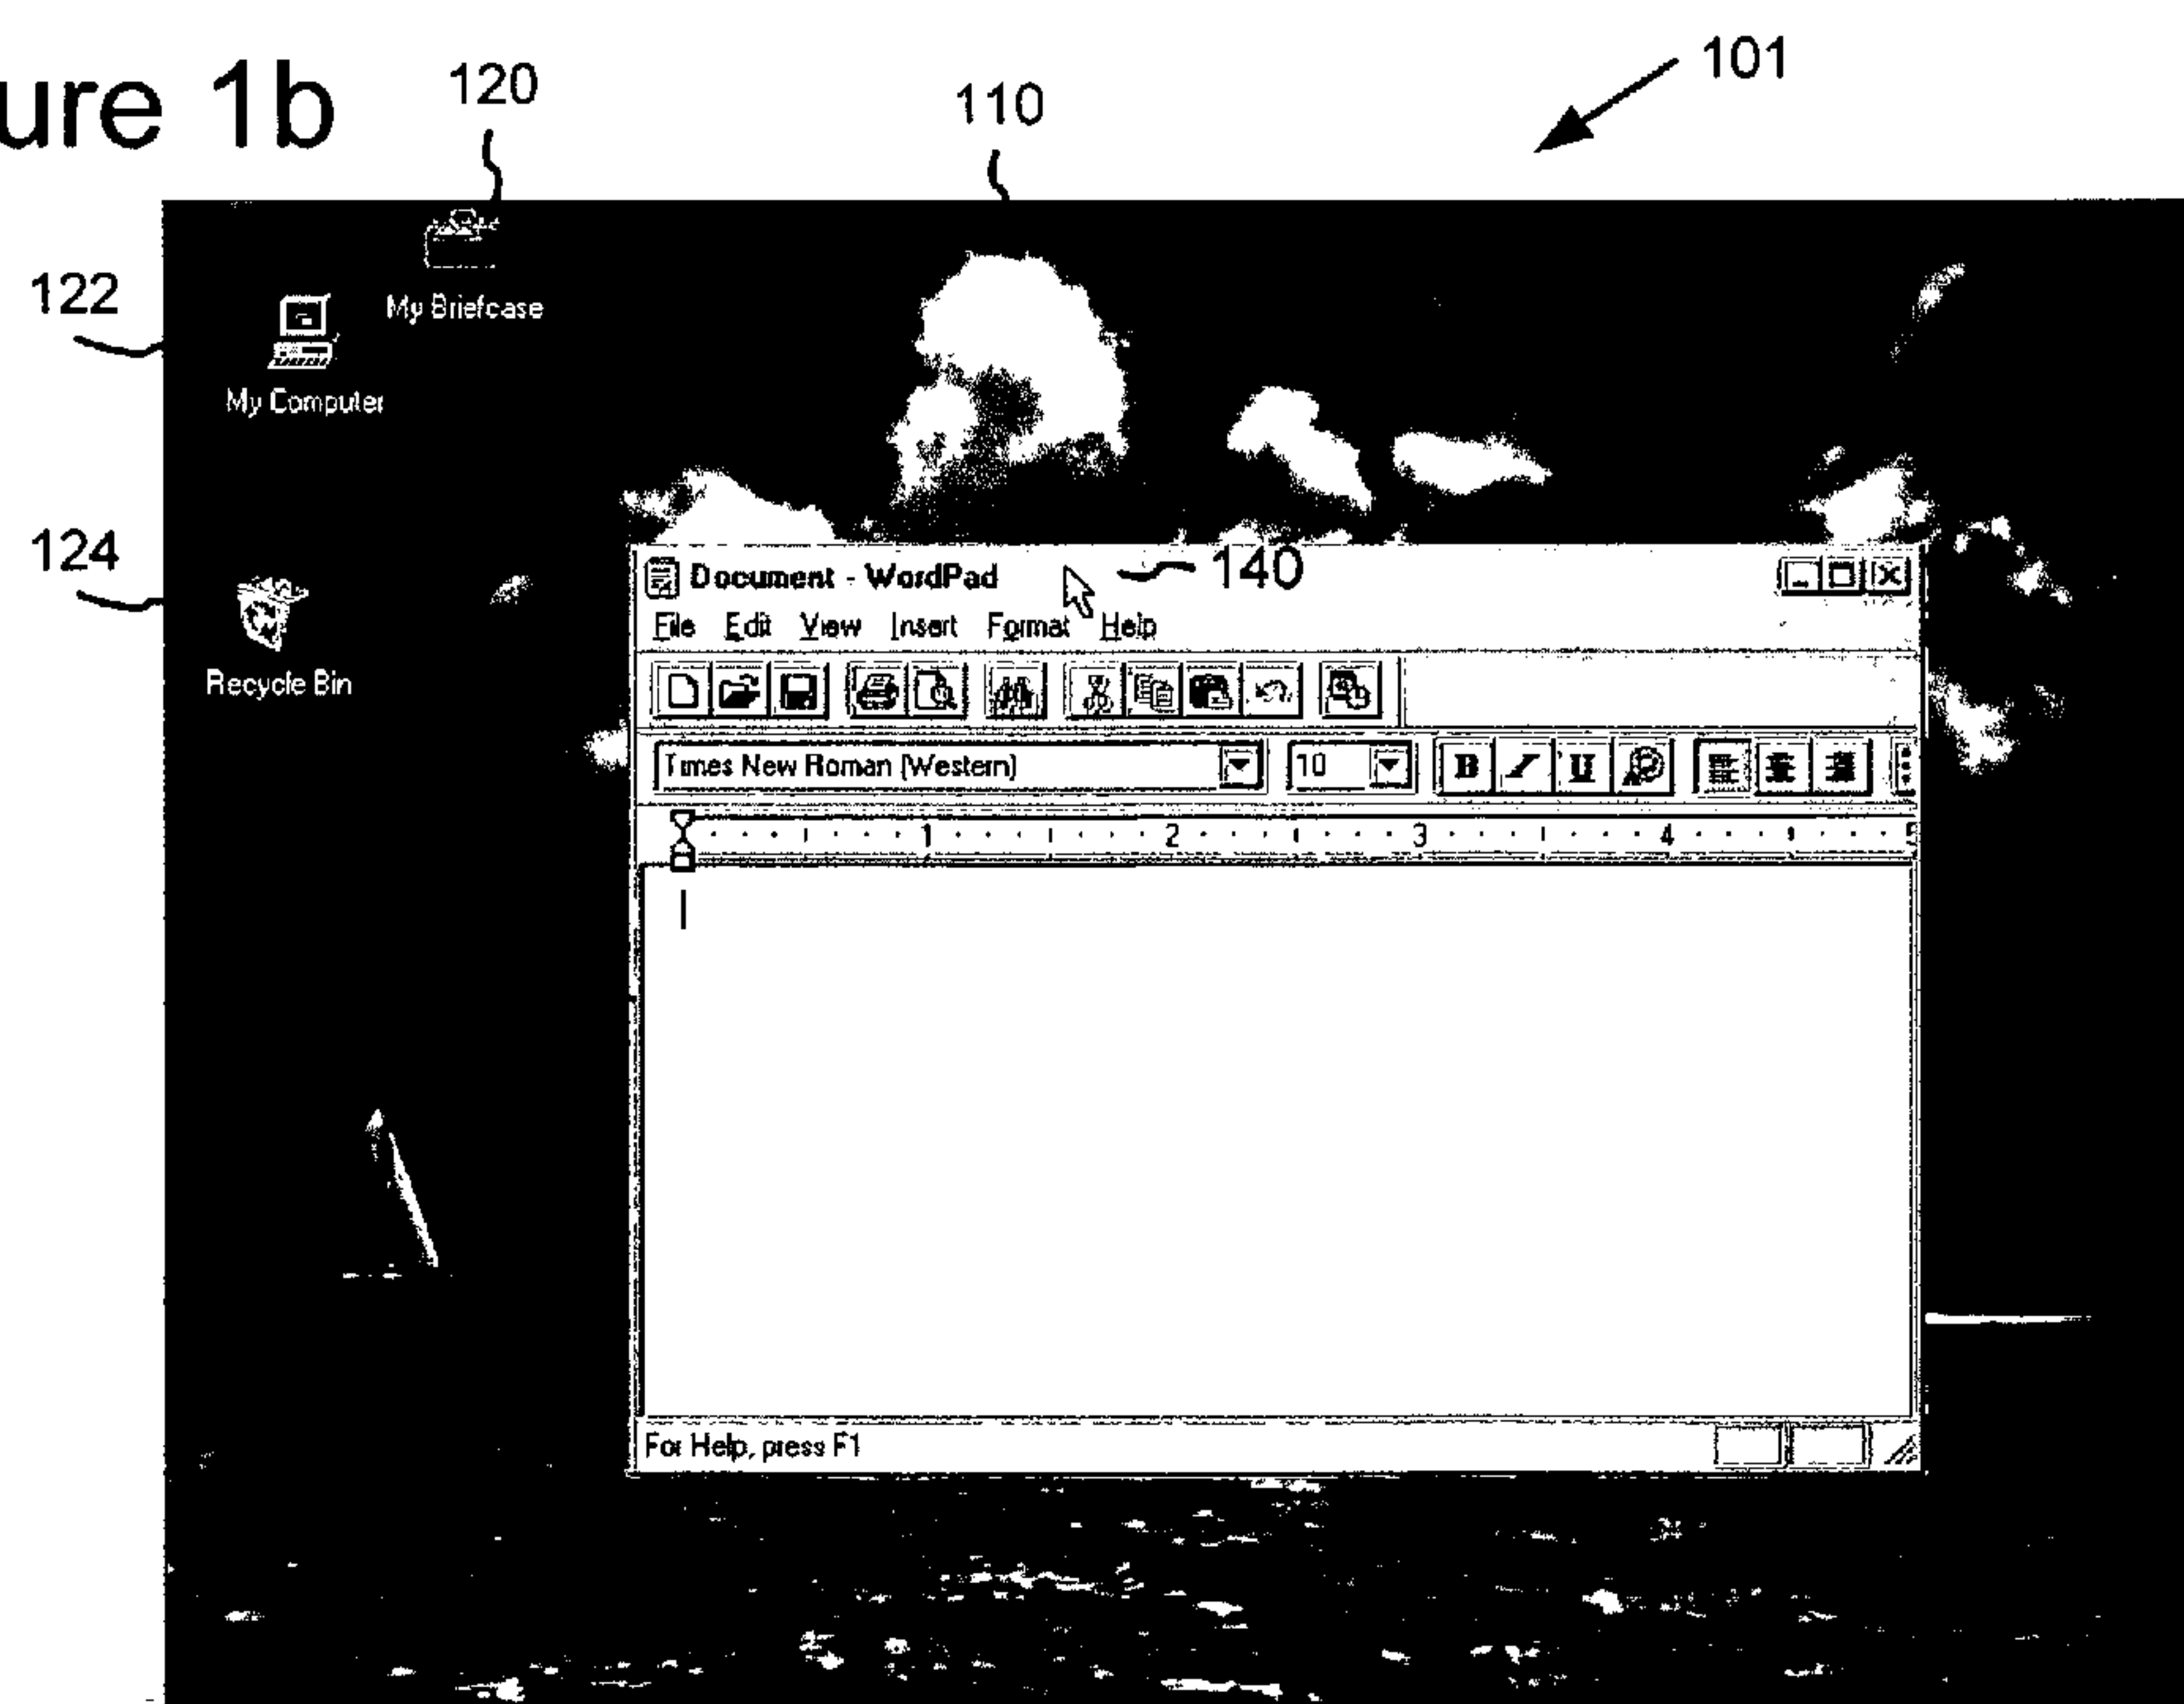 ure 1b
120
110
101
122
My Briefcase
My Computer
124
140
Document - WordPad
File Edit View Insert Format Help
Recycle Bin
Times New Roman (Western) 10 B I U
1 2 3 4
For Help, press F1